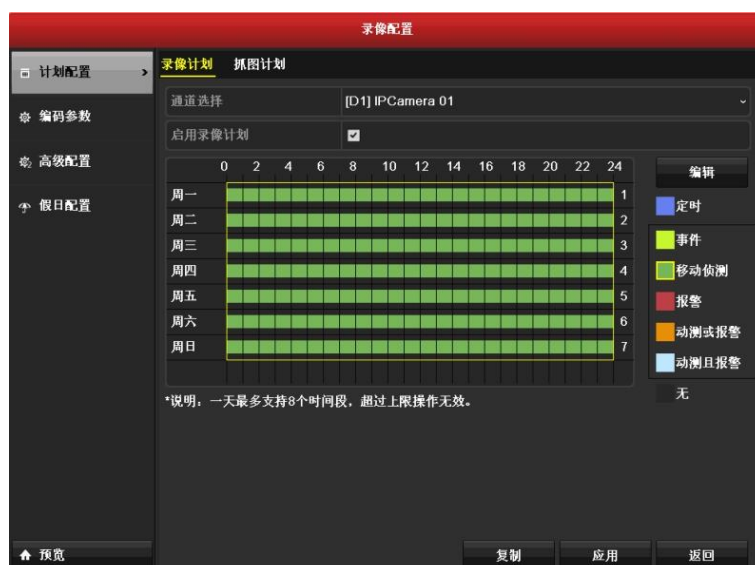 录像配置
计划配置
编码参数
高级配置
假日配置
录像计划 抓图计划
通道选择 [D1] IPCamera 01
启用录像计划
0 2 4 6 8 10 12 14 16 18 20 22 24
周一 1
周二 2
周三 3
周四 4
周五 5
周六 6
周日 7
编辑
定时
事件
移动侦测
报警
动测或报警
动测且报警
无
*说明：一天最多支持8个时间段，超过上限操作无效。
预览 复制 应用 返回